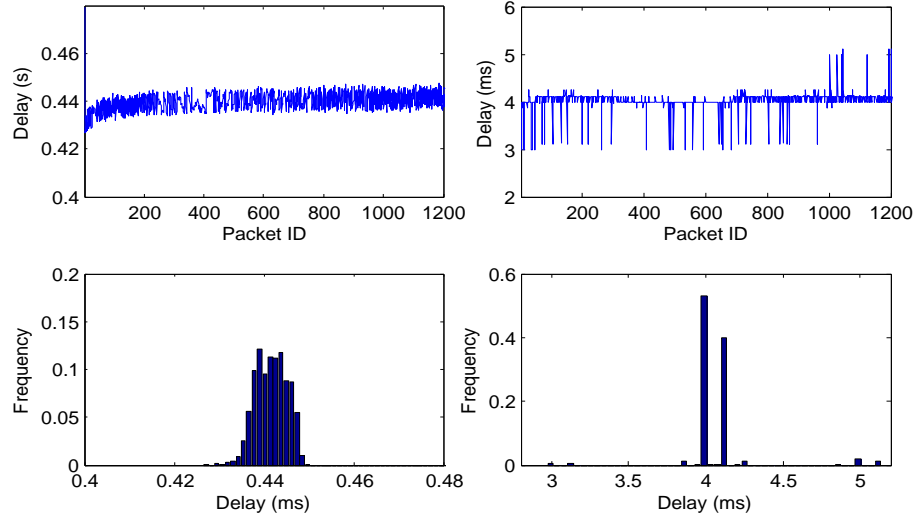 0.46
0.44
0.42
0.4
Delay (s)
200 400 600 800 1000 1200
Packet ID
6
5
4
3
2
Delay (ms)
200 400 600 800 1000 1200
Packet ID
0.2
0.15
0.1
0.05
0
Frequency
0.4 0.42 0.44 0.46 0.48
Delay (ms)
0.6
0.4
0.2
0
Frequency
3 3.5 4 4.5 5
Delay (ms)